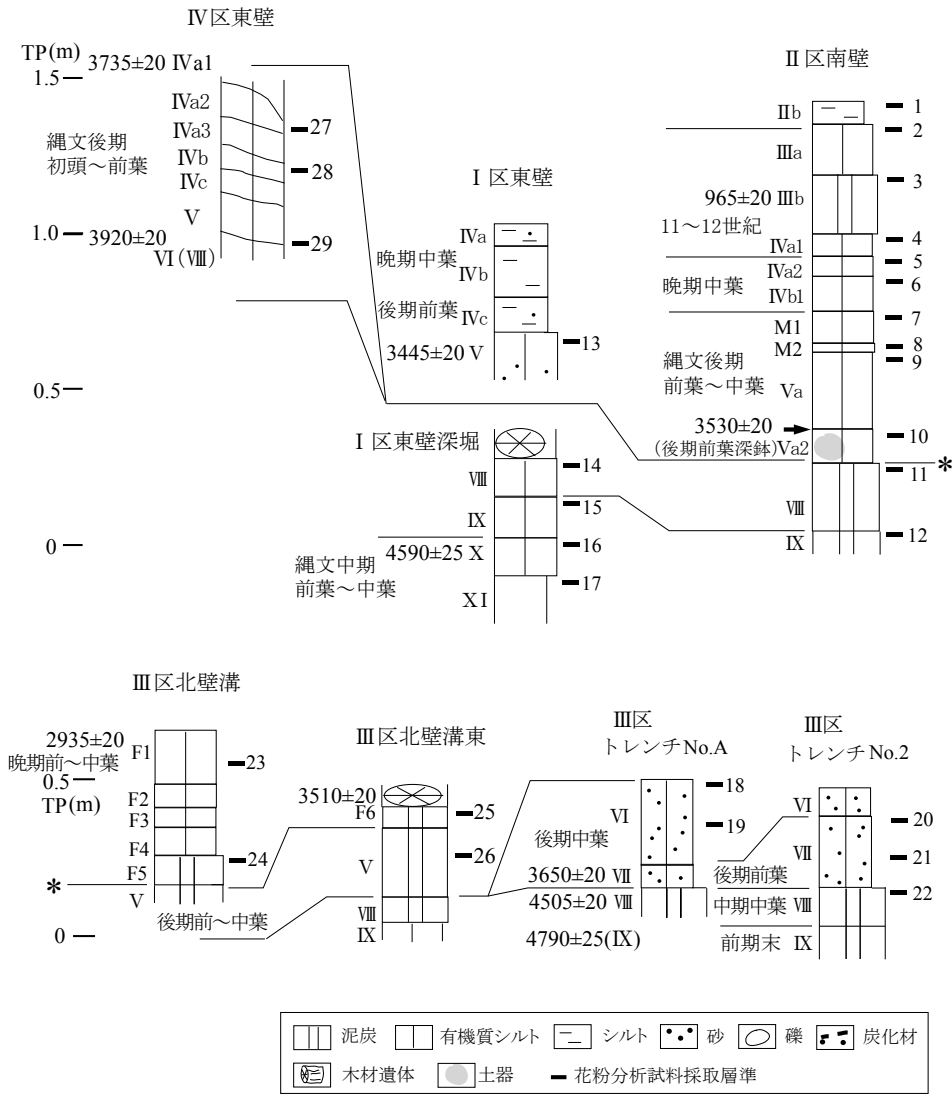 Ⅳ区東壁
TP(m)
1.5
3735±20 Ⅳa1
Ⅳa2
Ⅳa3
27
縄文後期
初頭～前葉
Ⅳb
28
Ⅳc
Ⅴ
1.0
3920±20
29
Ⅵ(Ⅷ)
0.5
0
Ⅰ区東壁
Ⅳa
晩期中葉
Ⅳb
後期前葉
Ⅳc
3445±20 Ⅴ
13
Ⅰ区東壁深堀
14
Ⅷ
15
Ⅸ
16
4590±25 Ⅹ
縄文中期
前葉～中葉
17
ⅩⅠ
Ⅱ区南壁
Ⅱb
1
2
Ⅲa
3
965±20 Ⅲb
11～12世紀
4
Ⅳa1
5
Ⅳa2
晩期中葉
6
Ⅳb1
7
M1
8
M2
9
縄文後期
前葉～中葉
Ⅴa
3530±20
10
(後期前葉深鉢)Ⅴa2
*
11
Ⅷ
12
Ⅸ
Ⅲ区北壁溝
2935±20
F1
晩期前～中葉
23
0.5
TP(m)
F2
F3
F4
24
F5
*
Ⅴ
後期前～中葉
0
Ⅲ区北壁溝東
3510±20
F6
25
Ⅴ
26
Ⅷ
Ⅸ
Ⅲ区
トレンチNo.A
18
Ⅵ
19
後期中葉
3650±20 Ⅶ
4505±20 Ⅷ
4790±25(Ⅸ)
Ⅲ区
トレンチNo.2
Ⅵ
20
Ⅶ
21
後期前葉
22
中期中葉 Ⅷ
前期末 Ⅸ
泥炭 有機質シルト シルト 砂 礫 炭化材
木材遺体 土器 花粉分析試料採取層準